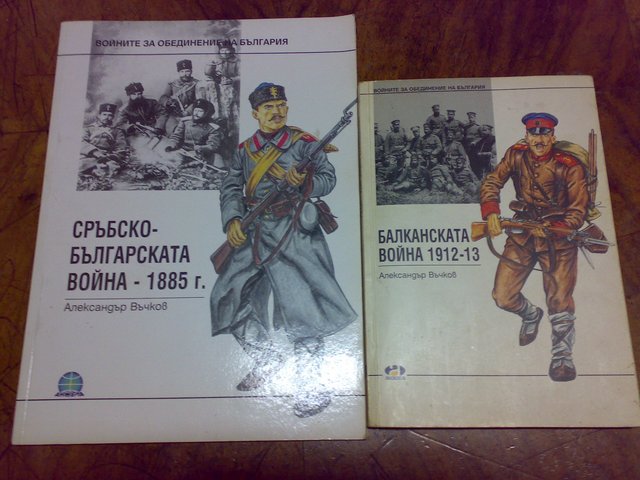 ВОЙНИТЕ ЗА ОБЕДИНЕНИЕ НА БЪЛГАРИЯ
СРЪБСКО-
БЪЛГАРСКАТА
ВОЙНА - 1885 г.
Александър Въчков
АНЖЕЛА
ВОЙНИТЕ ЗА ОБЕДИНЕНИЕ НА БЪЛГАРИЯ
БАЛКАНСКАТА
ВОЙНА 1912-13
Александър Въчков